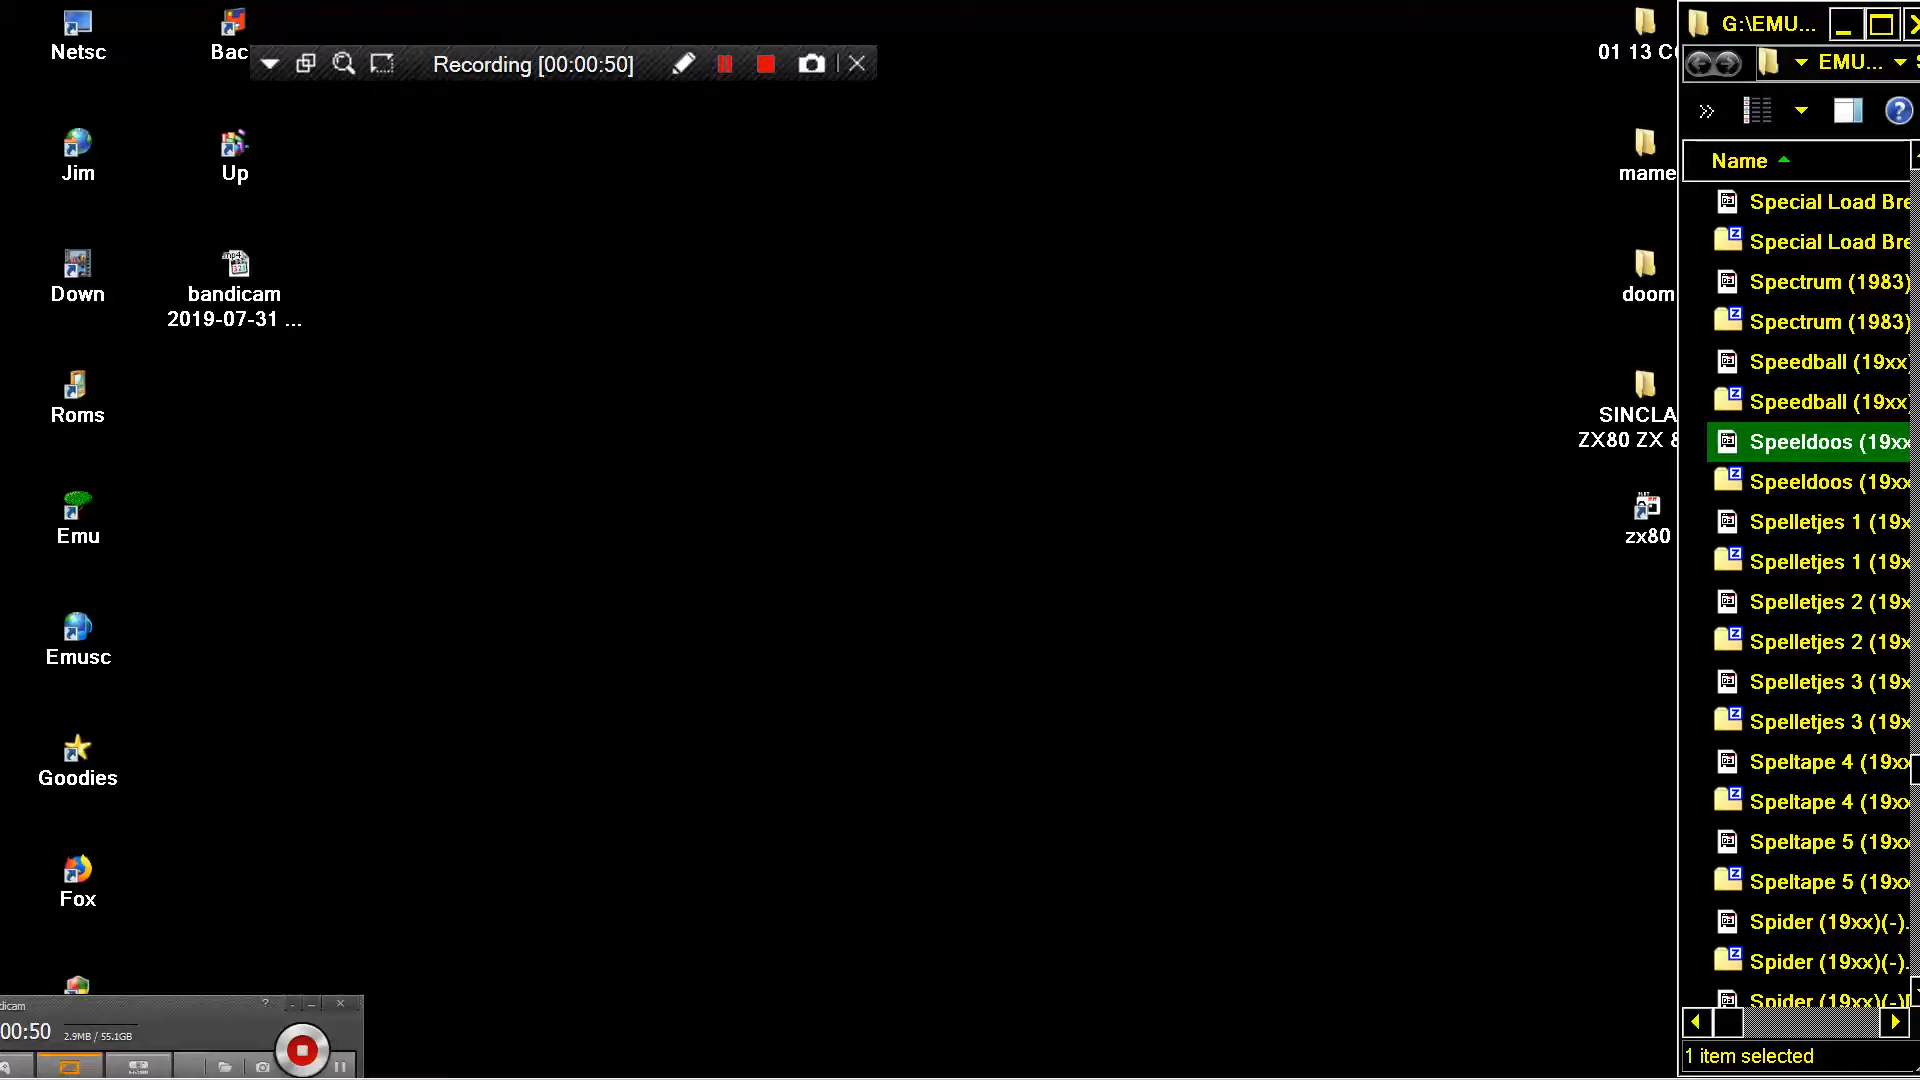 Netsc
Bac
Recording [00:00:50]
01 13 C
G:\EMU...
EMU...
Jim
Up
mame
Name
Special Load Bre
Special Load Bre
Spectrum (1983)
Spectrum (1983)
Speedball (19xx)
Speedball (19xx)
Speeldoos (19xx
Speeldoos (19xx
Spelletjes 1 (19x
Spelletjes 1 (19x
Spelletjes 2 (19x
Spelletjes 2 (19x
Spelletjes 3 (19x
Spelletjes 3 (19x
Speltape 4 (19xx
Speltape 4 (19xx
Speltape 5 (19xx
Speltape 5 (19xx
Spider (19xx)(-).
Spider (19xx)(-).
Spider (19xx)(-)
1 item selected
Down
bandicam
2019-07-31 ...
doom
Roms
SINCLA
ZX80 ZX 8
Emu
zx80
Emusc
Goodies
Fox
dicam
00:50
2.9MB / 55.1GB